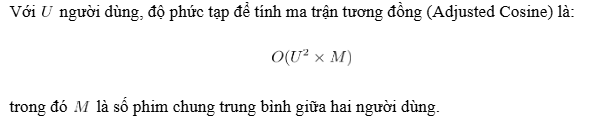 Với U người dùng, độ phức tạp để tính ma trận tương đồng (Adjusted Cosine) là:
O(U² × M)
trong đó M là số phim chung trung bình giữa hai người dùng.